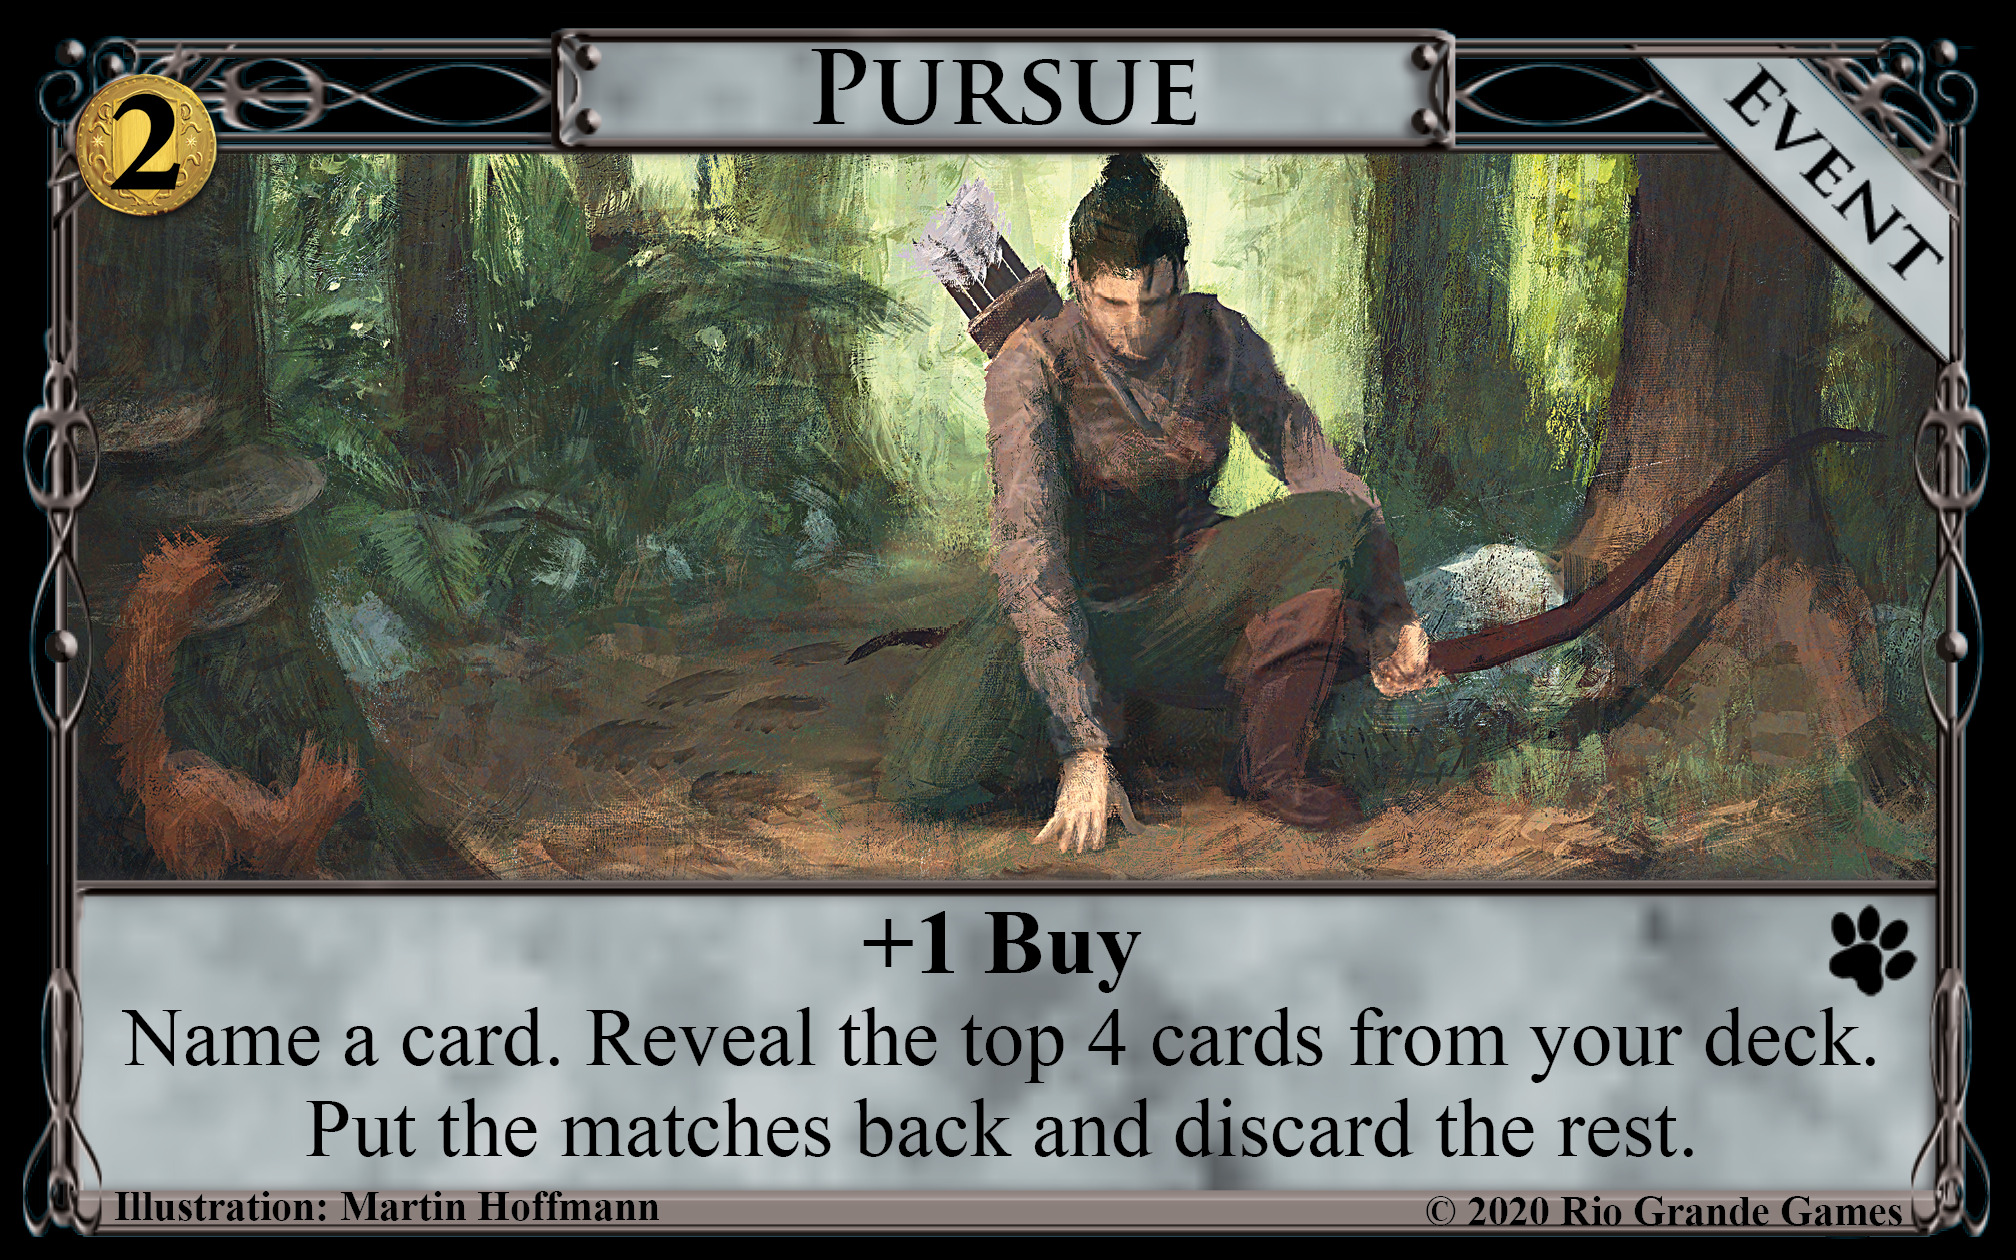 PURSUE
2
EVENT
+1 Buy
Name a card. Reveal the top 4 cards from your deck.
Put the matches back and discard the rest.
Illustration: Martin Hoffmann
© 2020 Rio Grande Games